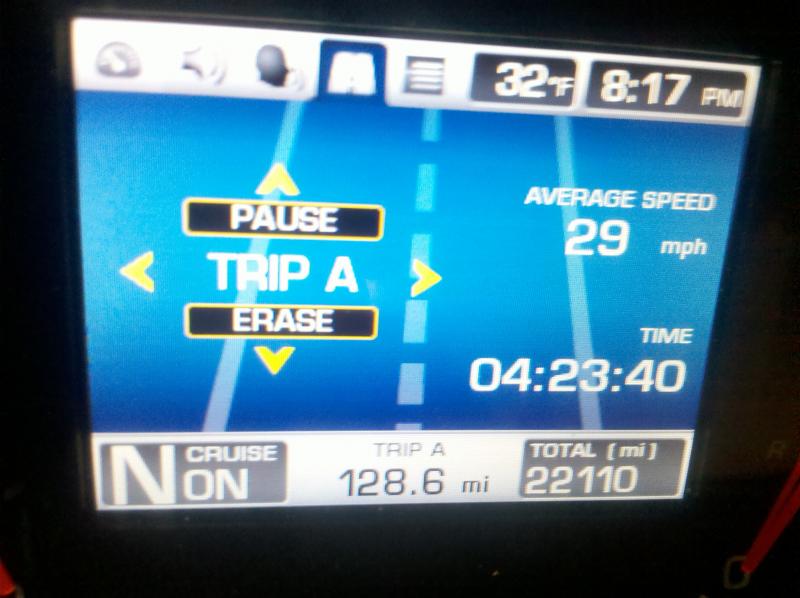 32°F 8:17 PM
PAUSE
TRIP A
ERASE
AVERAGE SPEED
29 mph
TIME
04:23:40
N CRUISE ON
TRIP A
128.6 mi
TOTAL [mi]
22110